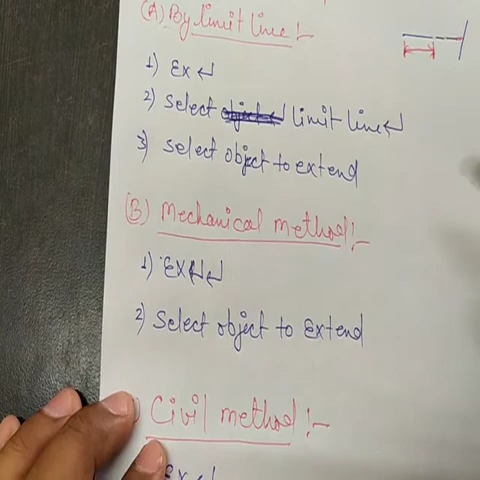 (A) By limit line:-
1) Ex ↵
2) Select limit line ↵
3) Select object to extend
(B) Mechanical method:-
1) Ex ↵ ↵
2) Select object to Extend
Civil method:-
Ex ↵